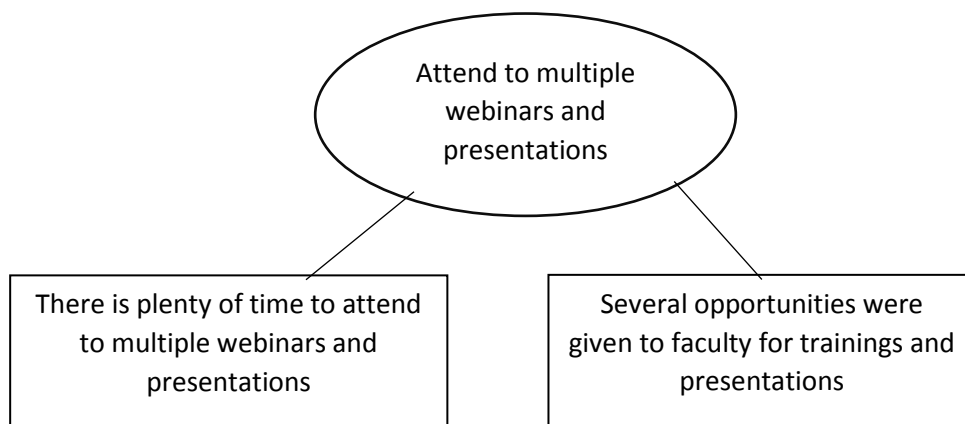 Attend to multiple
webinars and
presentations
There is plenty of time to attend
to multiple webinars and
presentations
Several opportunities were
given to faculty for trainings and
presentations